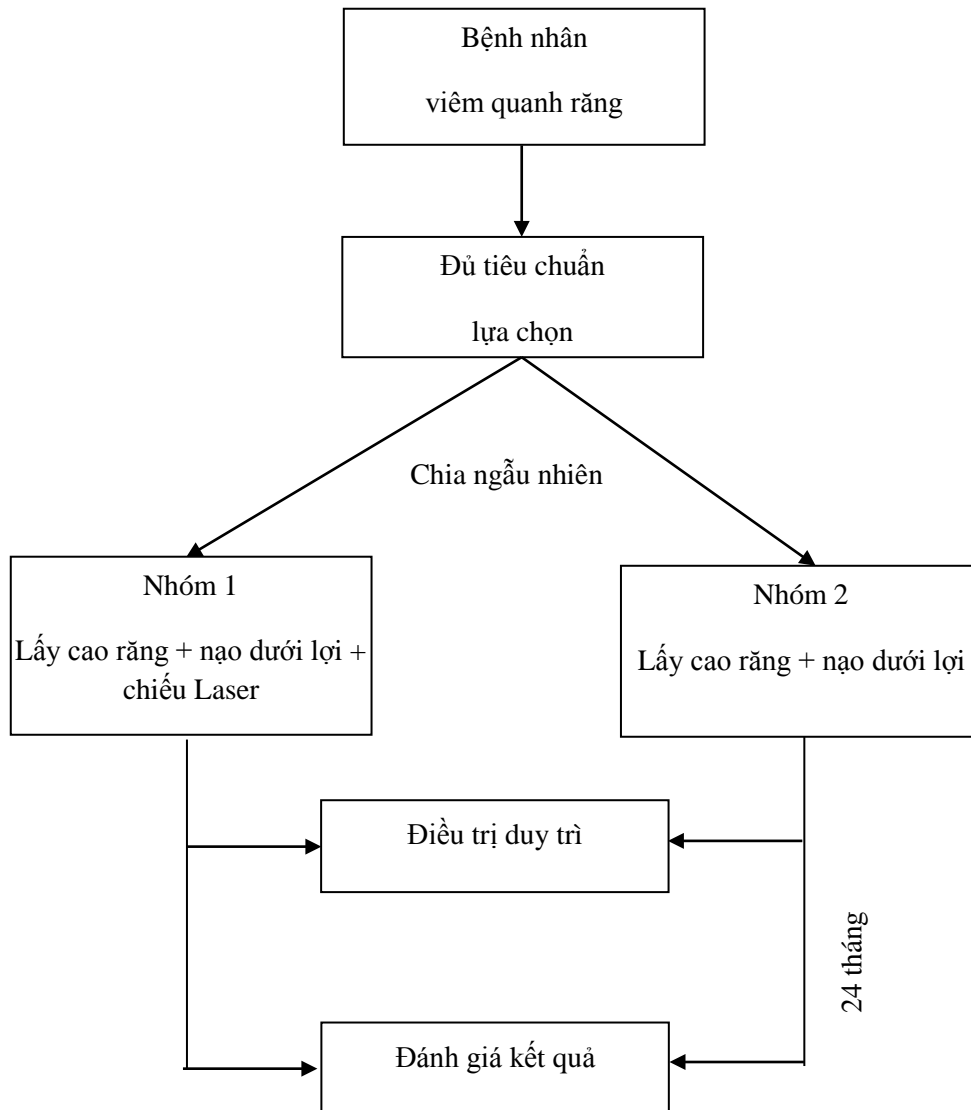 Bệnh nhân
viêm quanh răng
Đủ tiêu chuẩn
lựa chọn
Chia ngẫu nhiên
Nhóm 1
Lấy cao răng + nạo dưới lợi +
chiếu Laser
Nhóm 2
Lấy cao răng + nạo dưới lợi
Điều trị duy trì
24 tháng
Đánh giá kết quả